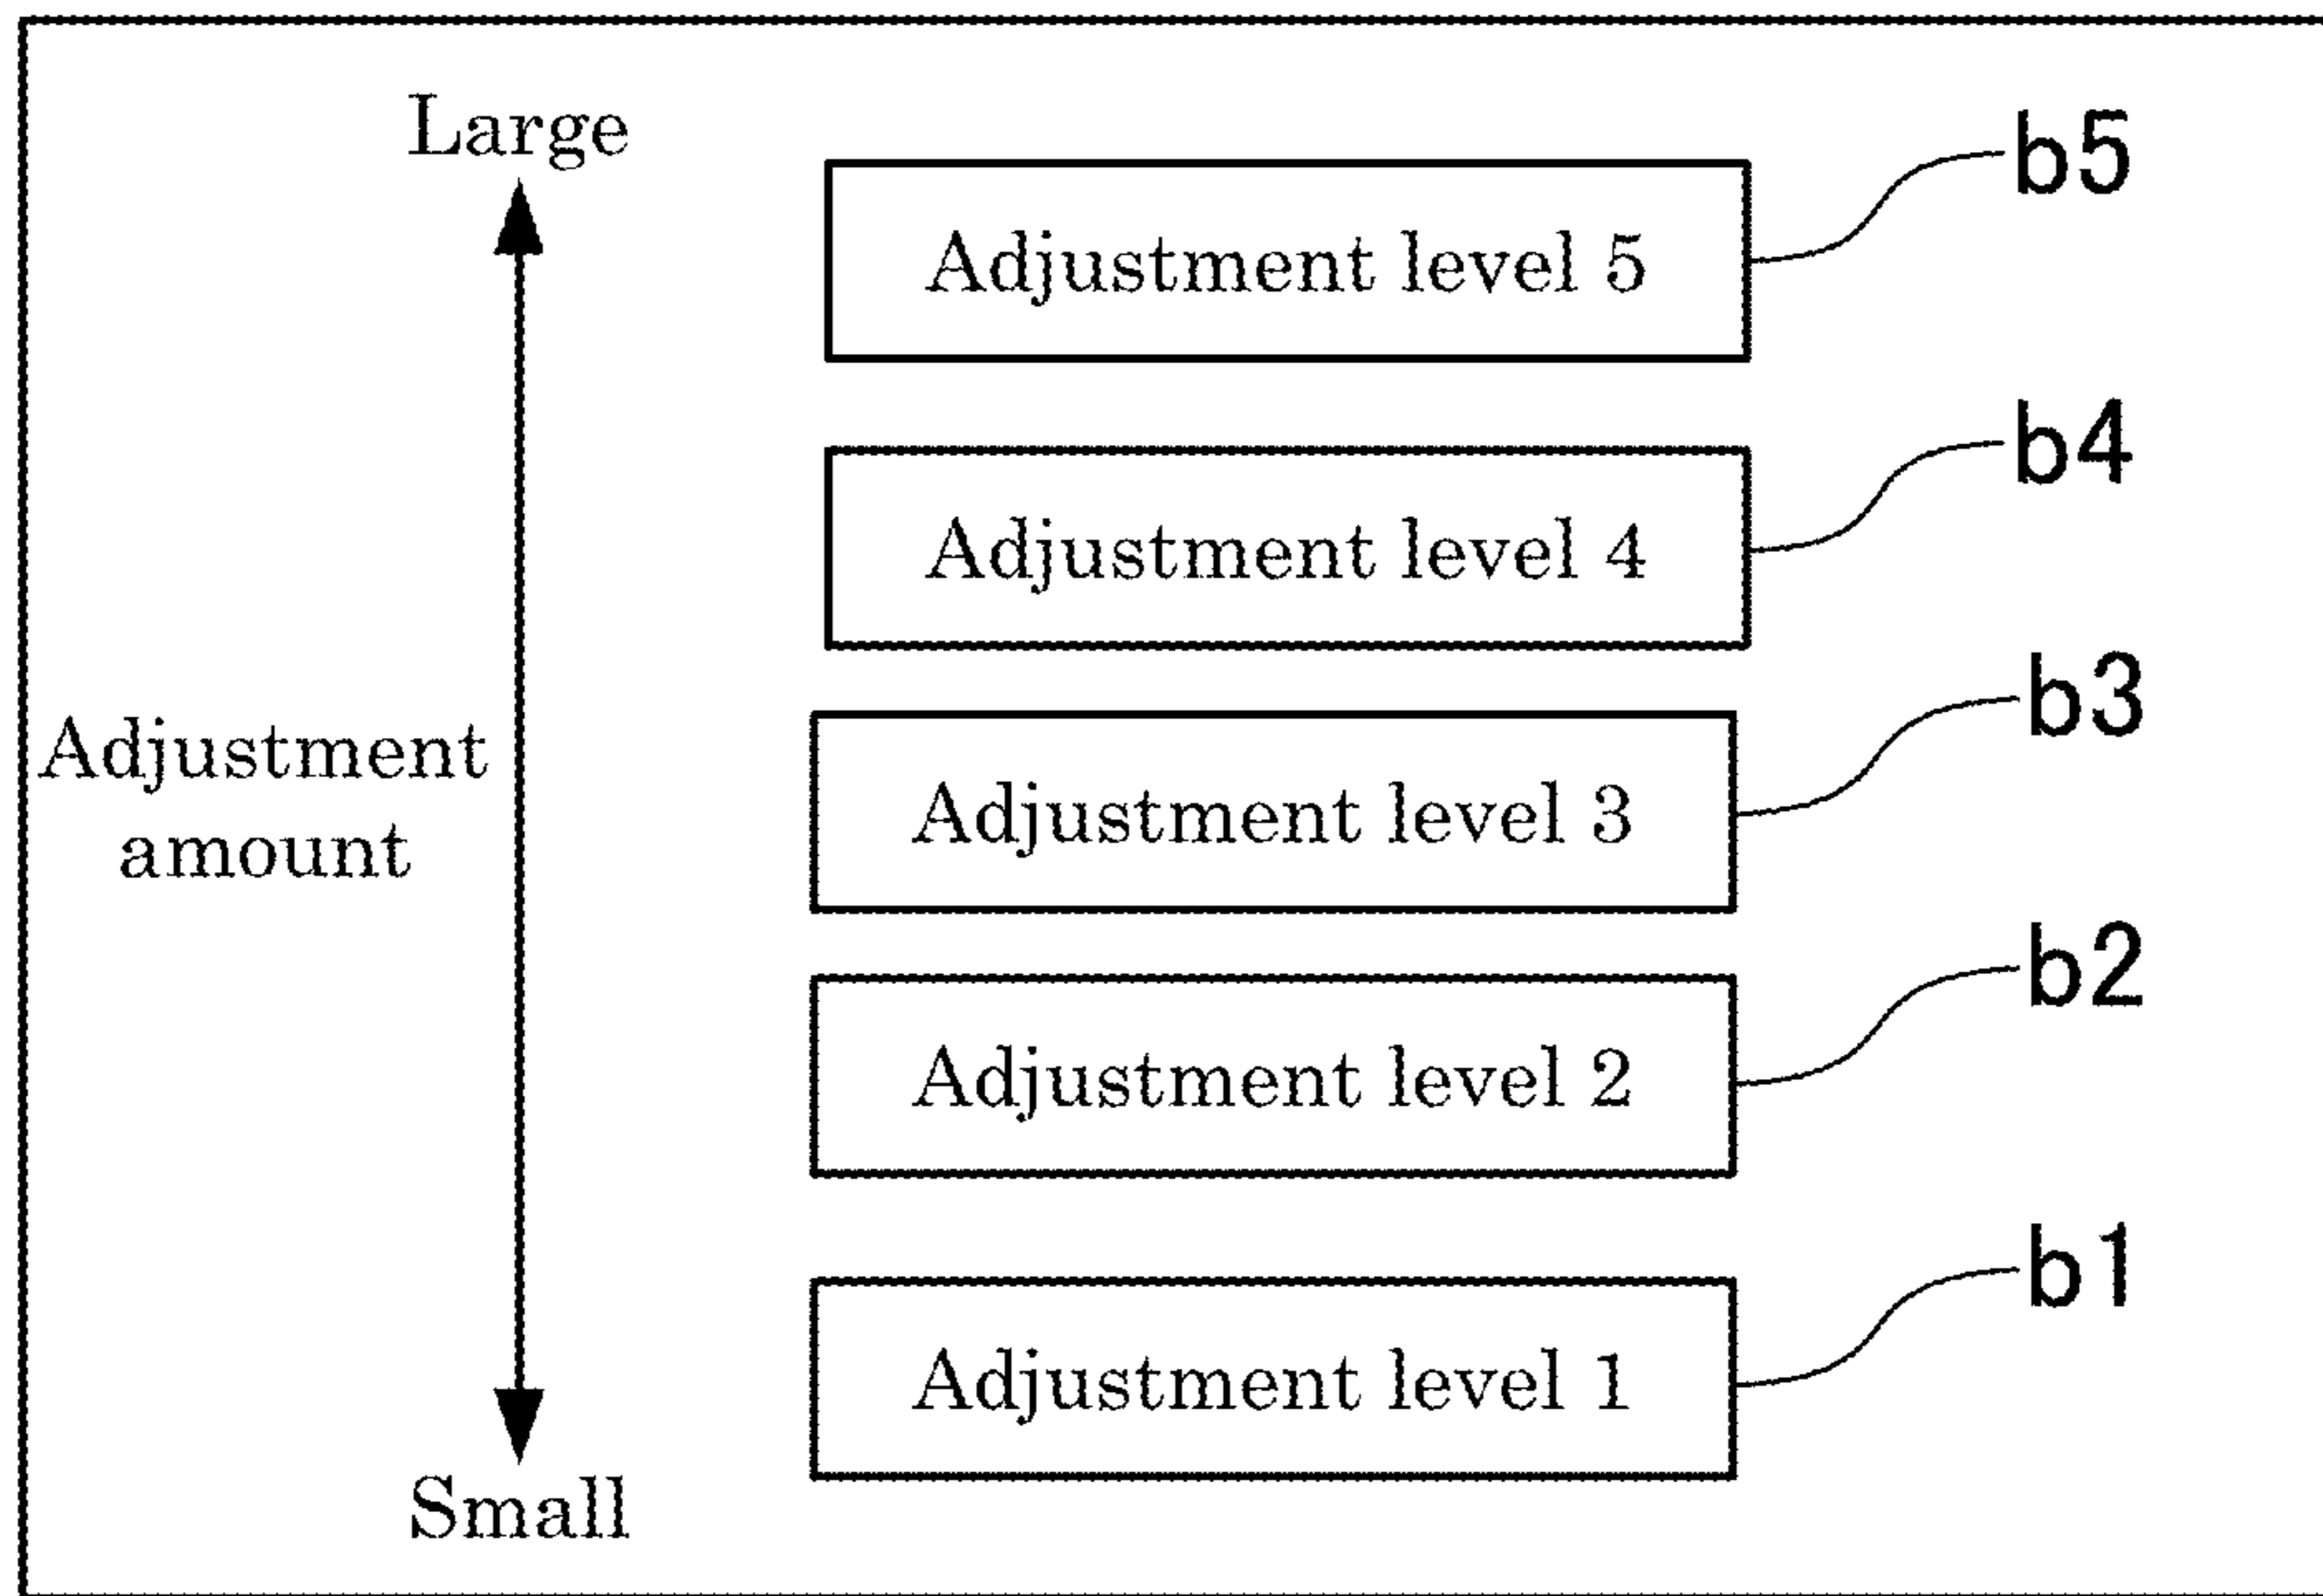 Large
b5
Adjustment level 5
b4
Adjustment level 4
b3
Adjustment
amount
Adjustment level 3
b2
Adjustment level 2
b1
Adjustment level 1
Small